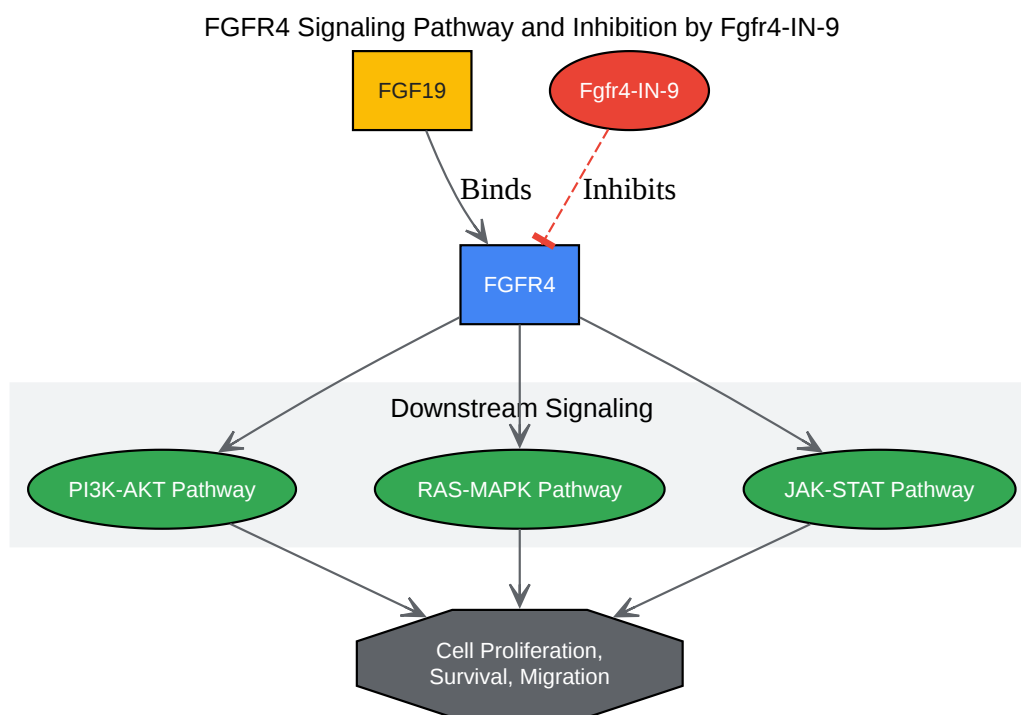 FGFR4 Signaling Pathway and Inhibition by Fgfr4-IN-9
FGF19
Fgfr4-IN-9
Binds
Inhibits
FGFR4
Downstream Signaling
PI3K-AKT Pathway
RAS-MAPK Pathway
JAK-STAT Pathway
Cell Proliferation,
Survival, Migration